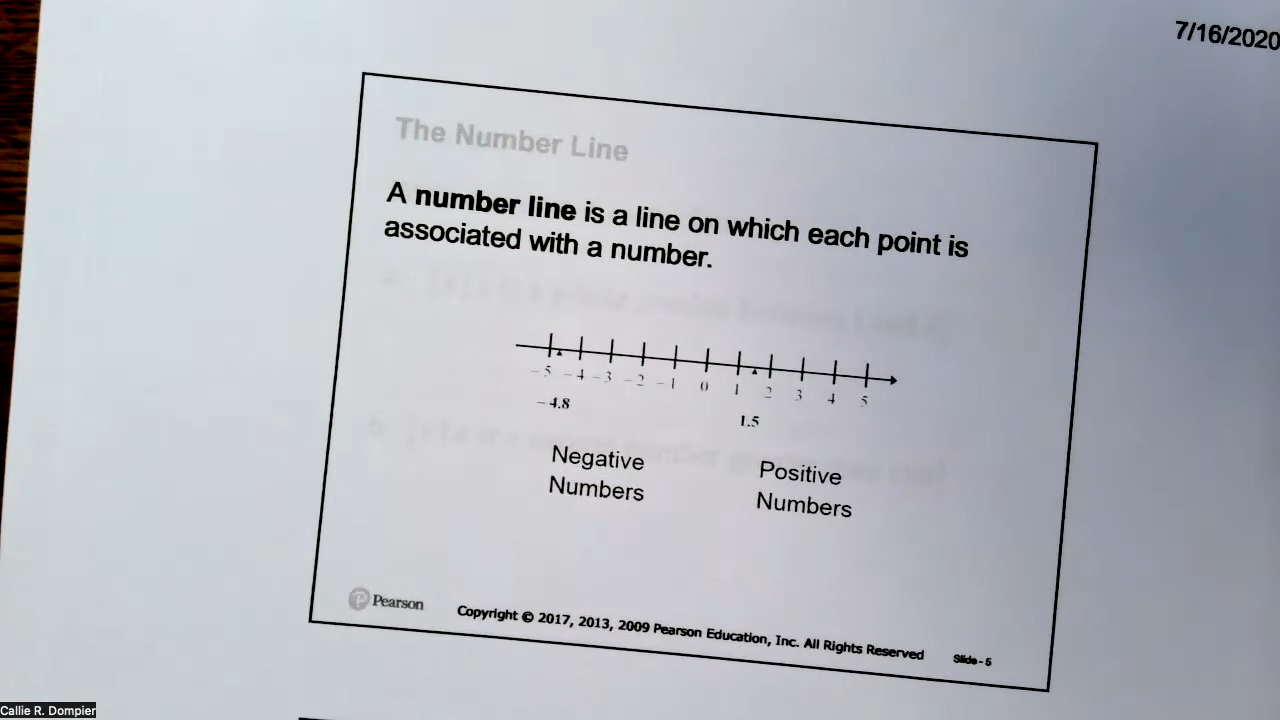 7/16/2020
The Number Line
A number line is a line on which each point is
associated with a number.
– 5 – 4 – 3 – 2 – 1 0 1 2 3 4 5
– 4.8 1.5
Negative Positive
Numbers Numbers
Pearson Copyright © 2017, 2013, 2009 Pearson Education, Inc. All Rights Reserved Slide - 5
Callie R. Dompier